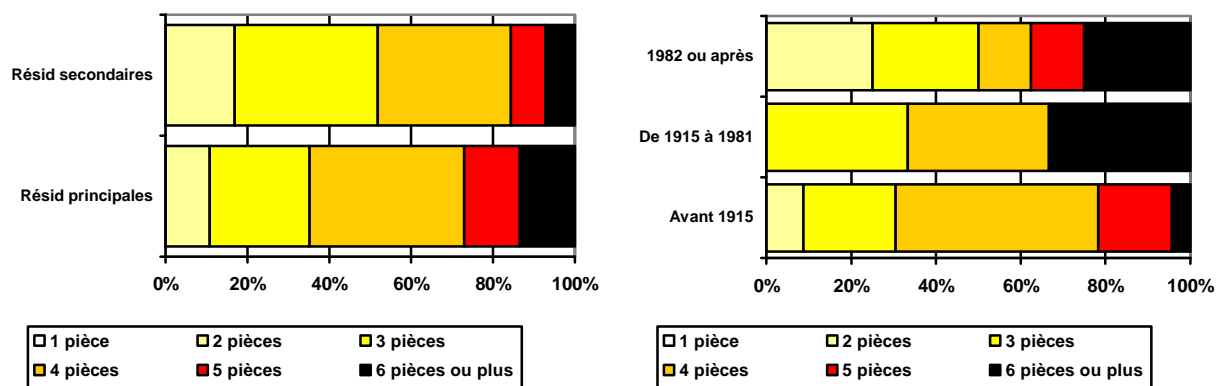 Résid secondaires
Résid principales
0% 20% 40% 60% 80% 100%
1 pièce 2 pièces 3 pièces
4 pièces 5 pièces 6 pièces ou plus
1982 ou après
De 1915 à 1981
Avant 1915
0% 20% 40% 60% 80% 100%
1 pièce 2 pièces 3 pièces
4 pièces 5 pièces 6 pièces ou plus